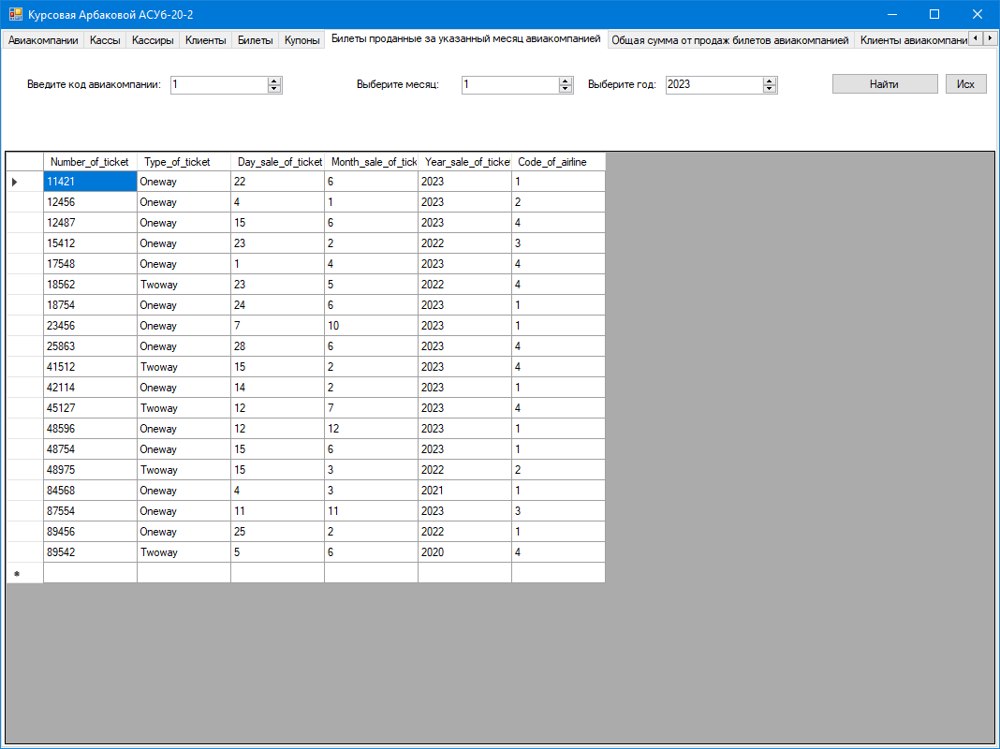 Курсовая Арбаковой АСУб-20-2
Авиакомпании Кассы Кассиры Клиенты Билеты Купоны Билеты проданные за указанный месяц авиакомпанией Общая сумма от продаж билетов авиакомпанией Клиенты авиакомпани
Введите код авиакомпании: 1 Выберите месяц: 1 Выберите год: 2023 Найти Исх
Number_of_ticket Type_of_ticket Day_sale_of_ticket Month_sale_of_tick Year_sale_of_ticket Code_of_airline
11421 Oneway 22 6 2023 1
12456 Oneway 4 1 2023 2
12487 Oneway 15 6 2023 4
15412 Oneway 23 2 2022 3
17548 Oneway 1 4 2023 4
18562 Twoway 23 5 2022 4
18754 Oneway 24 6 2023 1
23456 Oneway 7 10 2023 1
25863 Oneway 28 6 2023 4
41512 Twoway 15 2 2023 4
42114 Oneway 14 2 2023 1
45127 Twoway 12 7 2023 4
48596 Oneway 12 12 2023 1
48754 Oneway 15 6 2023 1
48975 Twoway 15 3 2022 2
84568 Oneway 4 3 2021 1
87554 Oneway 11 11 2023 3
89456 Oneway 25 2 2022 1
89542 Twoway 5 6 2020 4